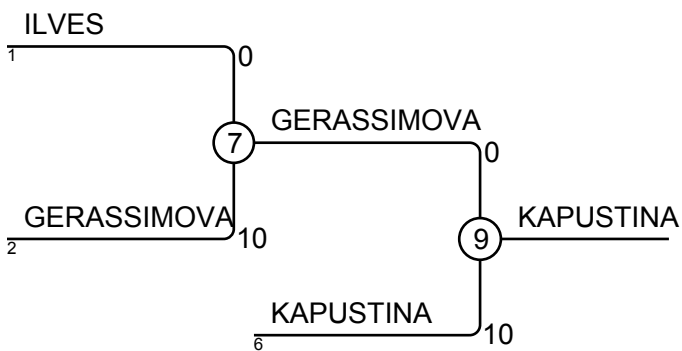 ILVES
1
0
7
GERASSIMOVA
0
GERASSIMOVA
2
10
9
KAPUSTINA
KAPUSTINA
6
10